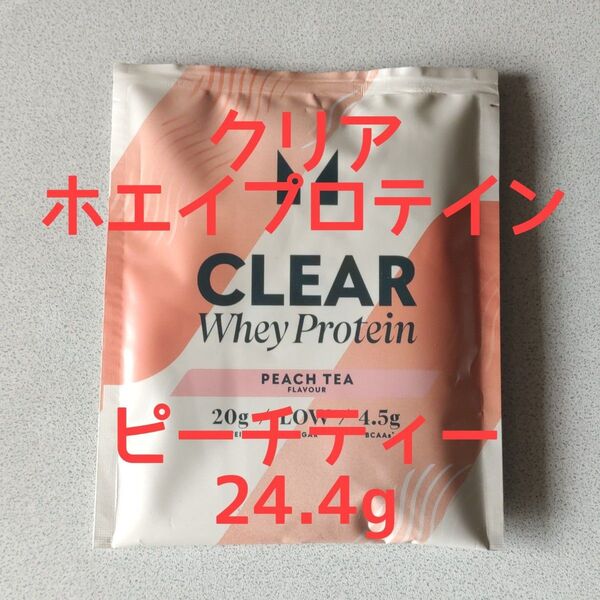 クリア
ホエイプロテイン
CLEAR
Whey Protein
PEACH TEA
FLAVOUR
20g / LOW / 4.5g
ピーチティー
24.4g